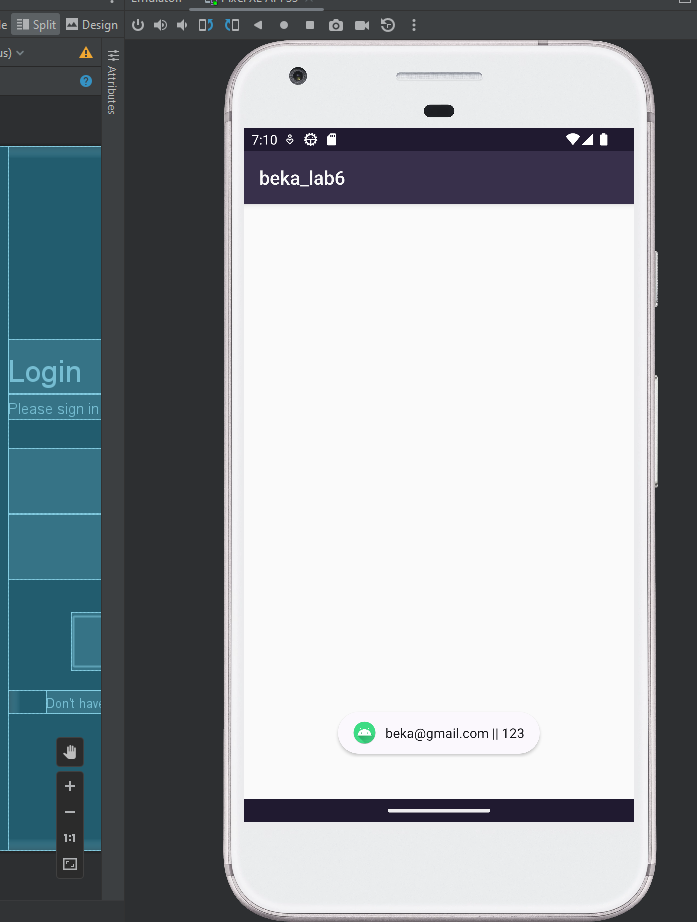 Split
Design
Attributes
7:10
beka_lab6
Login
Please sign in
Don't have
beka@gmail.com || 123
1:1